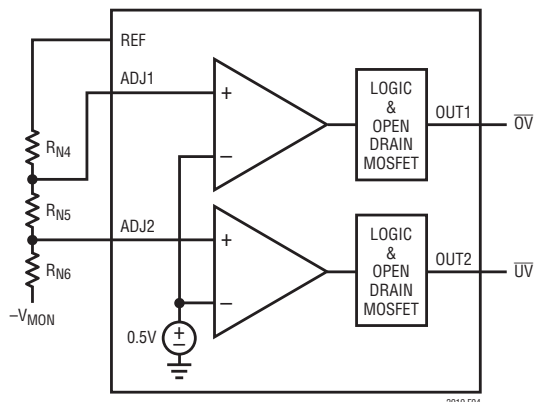 REF
ADJ1
RN4
RN5
ADJ2
RN6
–VMON
+
–
+
–
0.5V
+
–
LOGIC
&
OPEN
DRAIN
MOSFET
OUT1
OV
LOGIC
&
OPEN
DRAIN
MOSFET
OUT2
UV